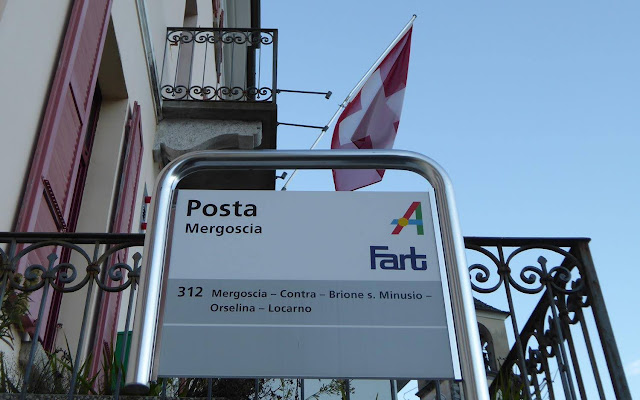 Posta
Mergoscia
Fart
312 Mergoscia – Contra – Brione s. Minusio –
Orselina – Locarno